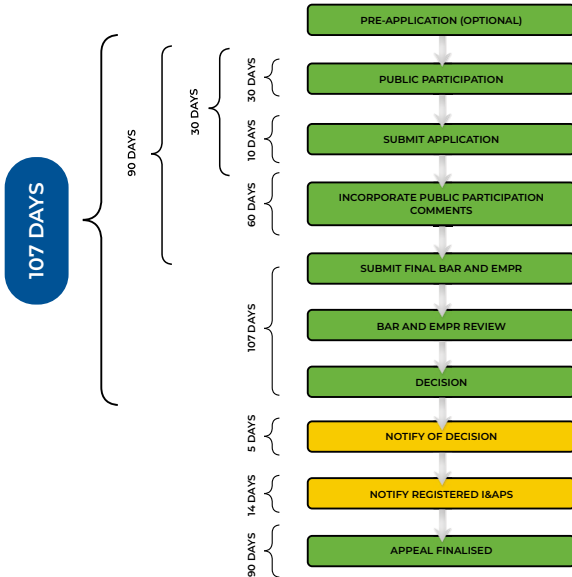 PRE-APPLICATION (OPTIONAL)
30 DAYS
PUBLIC PARTICIPATION
30 DAYS
90 DAYS
10 DAYS
SUBMIT APPLICATION
107 DAYS
60 DAYS
INCORPORATE PUBLIC PARTICIPATION
COMMENTS
SUBMIT FINAL BAR AND EMPR
107 DAYS
BAR AND EMPR REVIEW
DECISION
5 DAYS
NOTIFY OF DECISION
14 DAYS
NOTIFY REGISTERED I&APS
90 DAYS
APPEAL FINALISED